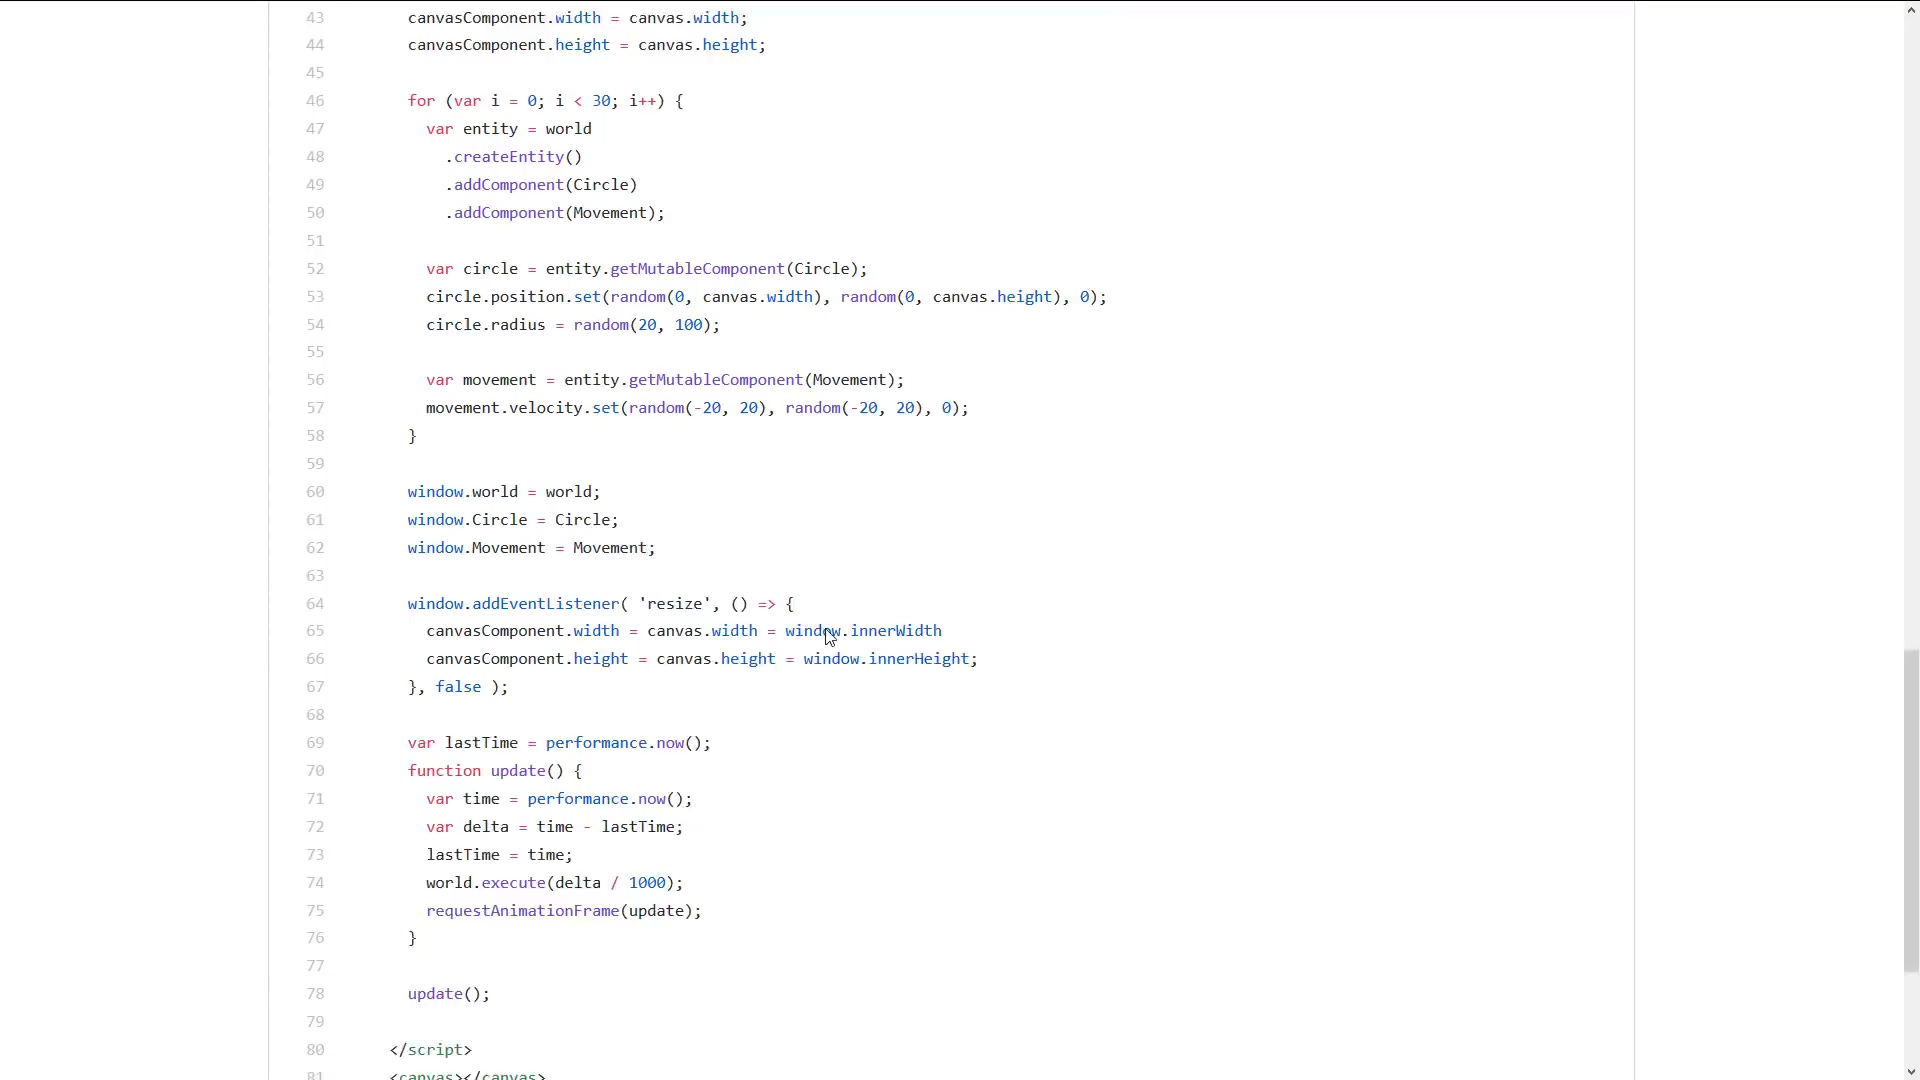 43 canvasComponent.width = canvas.width;
44 canvasComponent.height = canvas.height;
45
46 for (var i = 0; i < 30; i++) {
47 var entity = world
48 .createEntity()
49 .addComponent(Circle)
50 .addComponent(Movement);
51
52 var circle = entity.getMutableComponent(Circle);
53 circle.position.set(random(0, canvas.width), random(0, canvas.height), 0);
54 circle.radius = random(20, 100);
55
56 var movement = entity.getMutableComponent(Movement);
57 movement.velocity.set(random(-20, 20), random(-20, 20), 0);
58 }
59
60 window.world = world;
61 window.Circle = Circle;
62 window.Movement = Movement;
63
64 window.addEventListener( 'resize', () => {
65 canvasComponent.width = canvas.width = window.innerWidth
66 canvasComponent.height = canvas.height = window.innerHeight;
67 }, false );
68
69 var lastTime = performance.now();
70 function update() {
71 var time = performance.now();
72 var delta = time - lastTime;
73 lastTime = time;
74 world.execute(delta / 1000);
75 requestAnimationFrame(update);
76 }
77
78 update();
79
80 </script>
81 <canvas></canvas>